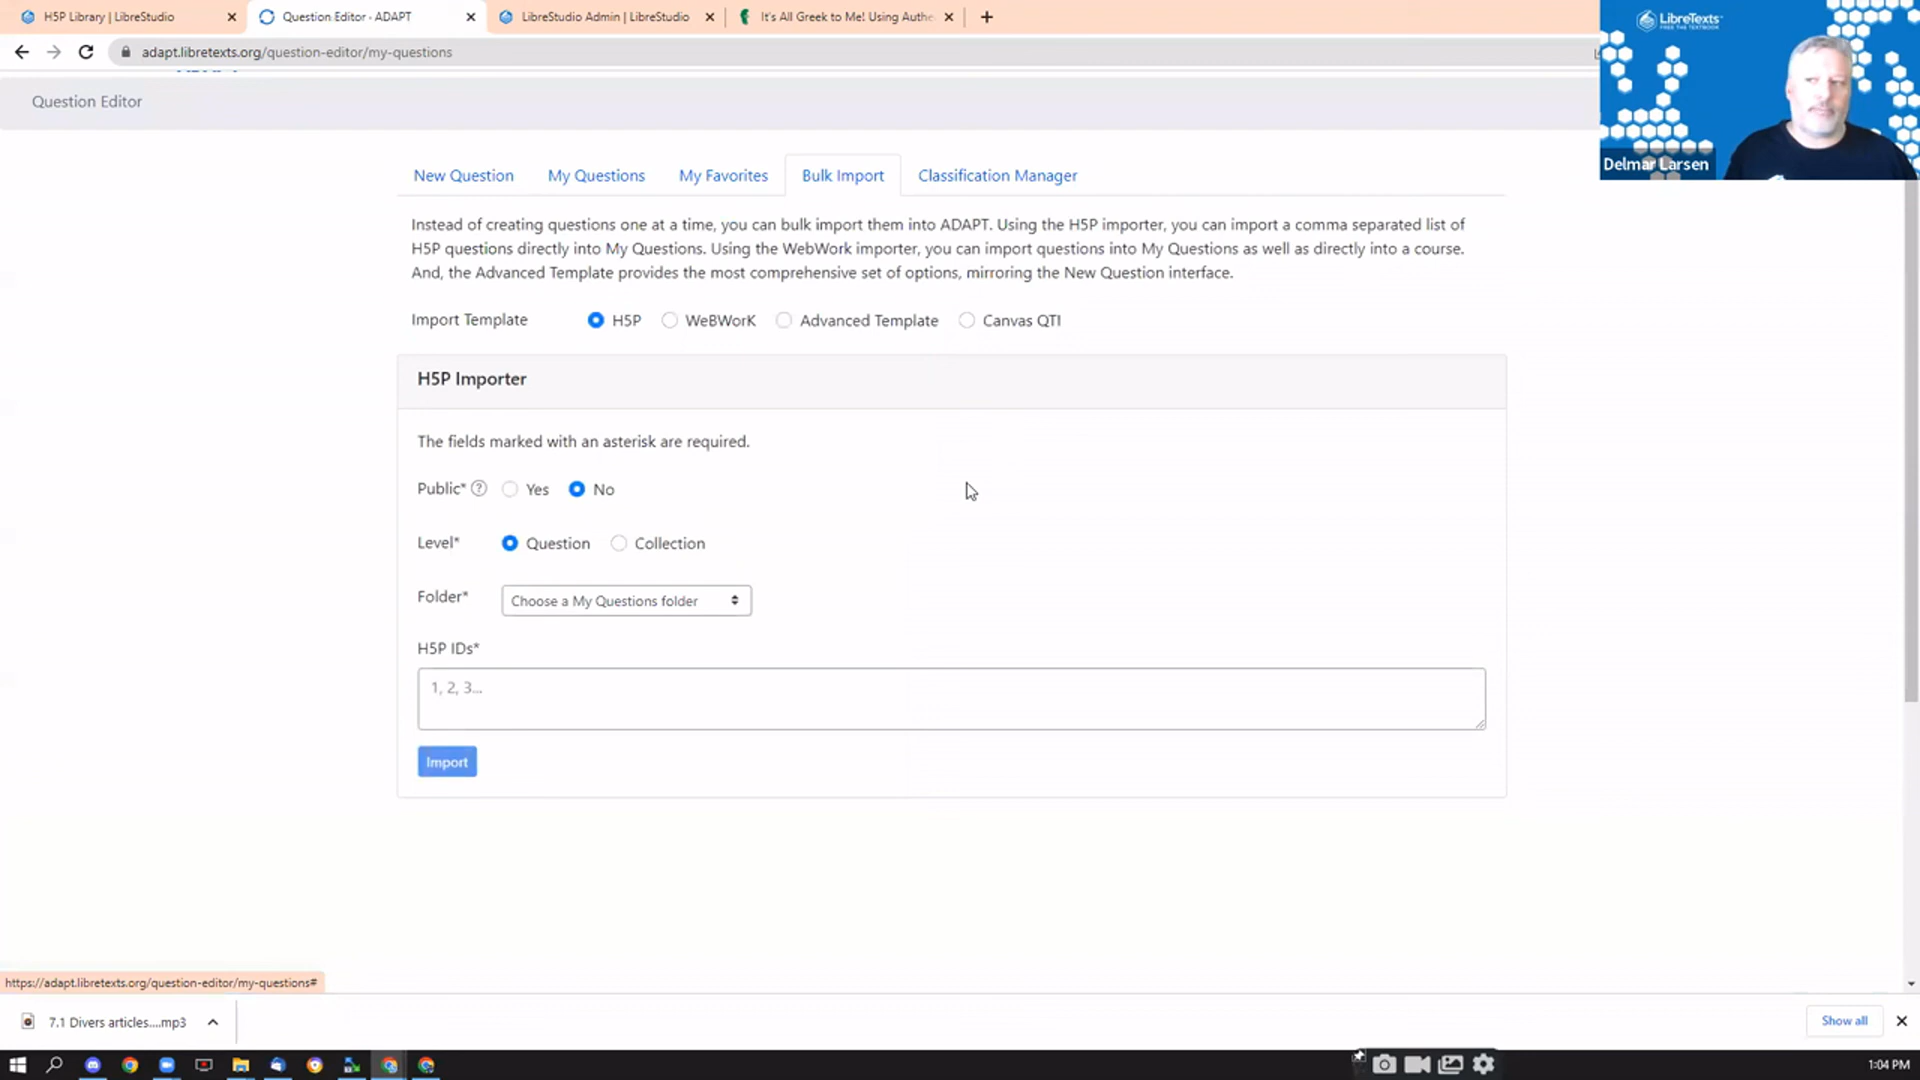 H5P Library | LibreStudio
Question Editor - ADAPT
LibreStudio Admin | LibreStudio
It's All Greek to Me! Using Authe
adapt.libretexts.org/question-editor/my-questions
LibreTexts
FREE THE TEXTBOOK
Delmar Larsen
Question Editor
New Question
My Questions
My Favorites
Bulk Import
Classification Manager
Instead of creating questions one at a time, you can bulk import them into ADAPT. Using the H5P importer, you can import a comma separated list of
H5P questions directly into My Questions. Using the WebWork importer, you can import questions into My Questions as well as directly into a course.
And, the Advanced Template provides the most comprehensive set of options, mirroring the New Question interface.
Import Template H5P WeBWorK Advanced Template Canvas QTI
H5P Importer
The fields marked with an asterisk are required.
Public* ? Yes No
Level* Question Collection
Folder* Choose a My Questions folder
H5P IDs*
1, 2, 3...
Import
https://adapt.libretexts.org/question-editor/my-questions#
7.1 Divers articles....mp3
Show all
1:04 PM